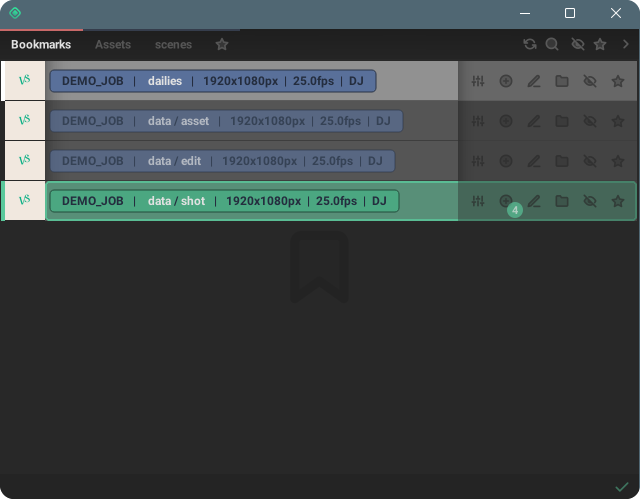 Bookmarks Assets scenes
VS DEMO_JOB | dailies | 1920x1080px | 25.0fps | DJ
VS DEMO_JOB | data / asset | 1920x1080px | 25.0fps | DJ
VS DEMO_JOB | data / edit | 1920x1080px | 25.0fps | DJ
VS DEMO_JOB | data / shot | 1920x1080px | 25.0fps | DJ
4